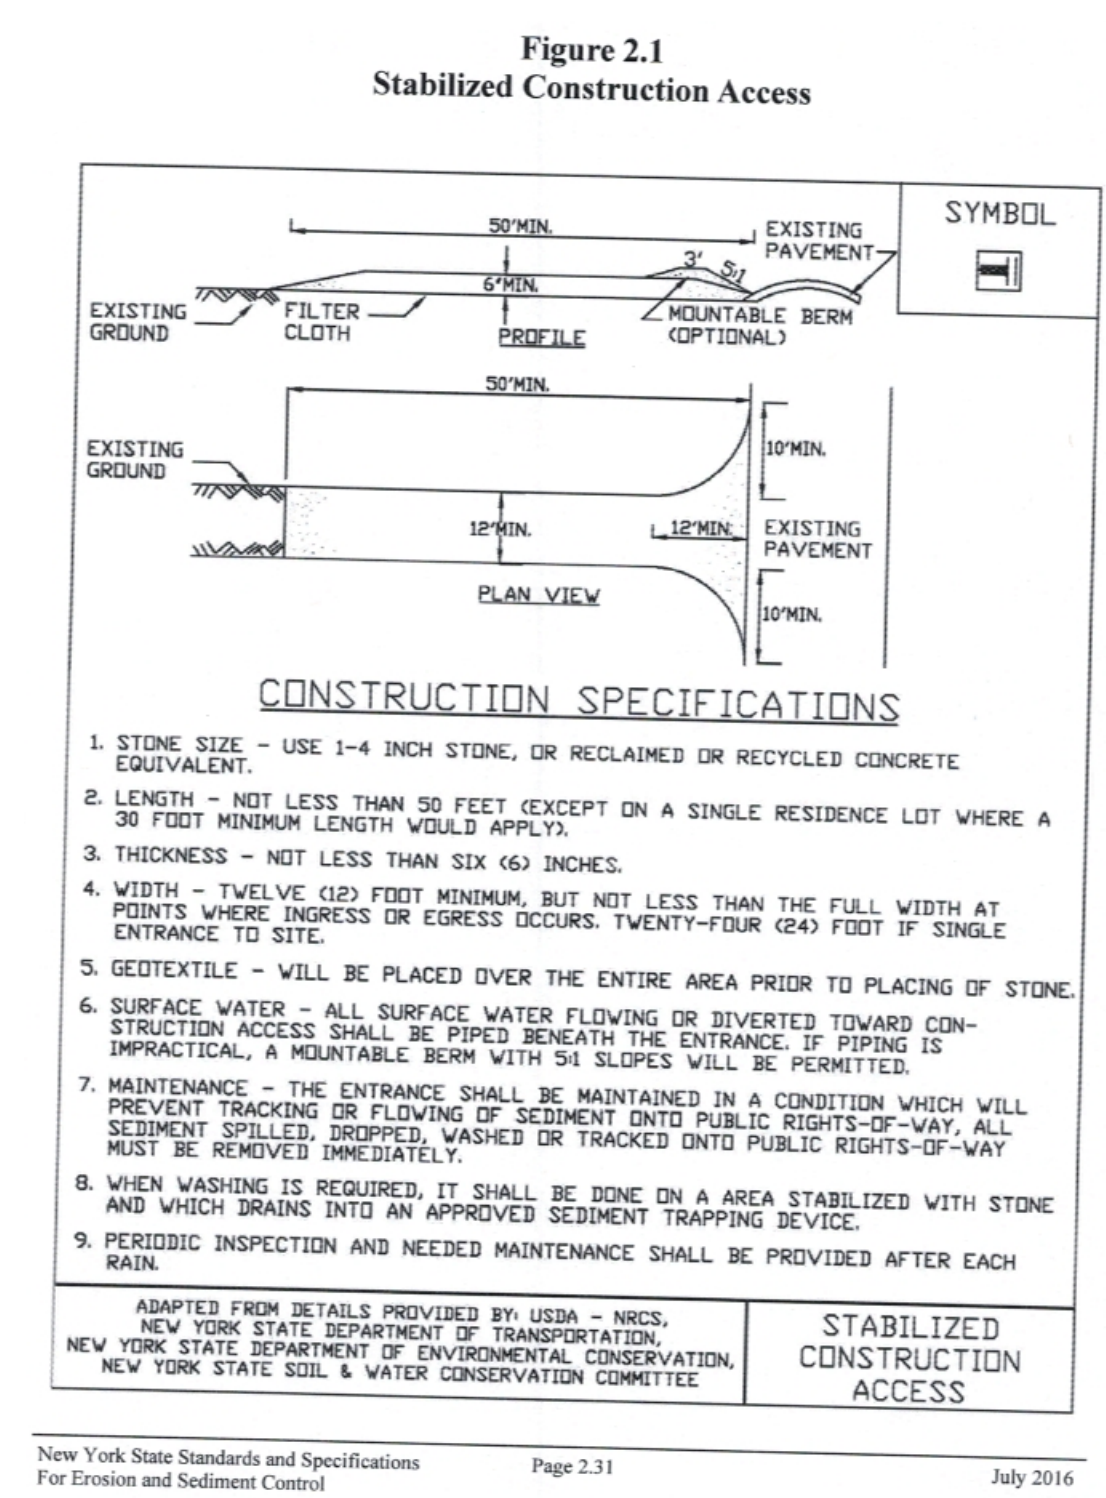 Figure 2.1
Stabilized Construction Access
SYMBOL
50'MIN.
EXISTING
PAVEMENT
3'
5:1
6"MIN.
EXISTING
GROUND
FILTER
CLOTH
PROFILE
MOUNTABLE BERM
(OPTIONAL)
50'MIN.
EXISTING
GROUND
10'MIN.
12'MIN.
12'MIN.
EXISTING
PAVEMENT
PLAN VIEW
10'MIN.
CONSTRUCTION SPECIFICATIONS
1. STONE SIZE - USE 1-4 INCH STONE, OR RECLAIMED OR RECYCLED CONCRETE
EQUIVALENT.
2. LENGTH - NOT LESS THAN 50 FEET (EXCEPT ON A SINGLE RESIDENCE LOT WHERE A
30 FOOT MINIMUM LENGTH WOULD APPLY).
3. THICKNESS - NOT LESS THAN SIX (6) INCHES.
4. WIDTH - TWELVE (12) FOOT MINIMUM, BUT NOT LESS THAN THE FULL WIDTH AT
POINTS WHERE INGRESS OR EGRESS OCCURS. TWENTY-FOUR (24) FOOT IF SINGLE
ENTRANCE TO SITE.
5. GEOTEXTILE - WILL BE PLACED OVER THE ENTIRE AREA PRIOR TO PLACING OF STONE.
6. SURFACE WATER - ALL SURFACE WATER FLOWING OR DIVERTED TOWARD CON-
STRUCTION ACCESS SHALL BE PIPED BENEATH THE ENTRANCE. IF PIPING IS
IMPRACTICAL, A MOUNTABLE BERM WITH 5:1 SLOPES WILL BE PERMITTED.
7. MAINTENANCE - THE ENTRANCE SHALL BE MAINTAINED IN A CONDITION WHICH WILL
PREVENT TRACKING OR FLOWING OF SEDIMENT ONTO PUBLIC RIGHTS-OF-WAY, ALL
SEDIMENT SPILLED, DROPPED, WASHED OR TRACKED ONTO PUBLIC RIGHTS-OF-WAY
MUST BE REMOVED IMMEDIATELY.
8. WHEN WASHING IS REQUIRED, IT SHALL BE DONE ON A AREA STABILIZED WITH STONE
AND WHICH DRAINS INTO AN APPROVED SEDIMENT TRAPPING DEVICE.
9. PERIODIC INSPECTION AND NEEDED MAINTENANCE SHALL BE PROVIDED AFTER EACH
RAIN.
ADAPTED FROM DETAILS PROVIDED BY: USDA - NRCS,
NEW YORK STATE DEPARTMENT OF TRANSPORTATION,
NEW YORK STATE DEPARTMENT OF ENVIRONMENTAL CONSERVATION,
NEW YORK STATE SOIL & WATER CONSERVATION COMMITTEE
STABILIZED
CONSTRUCTION
ACCESS
New York State Standards and Specifications
For Erosion and Sediment Control
Page 2.31
July 2016